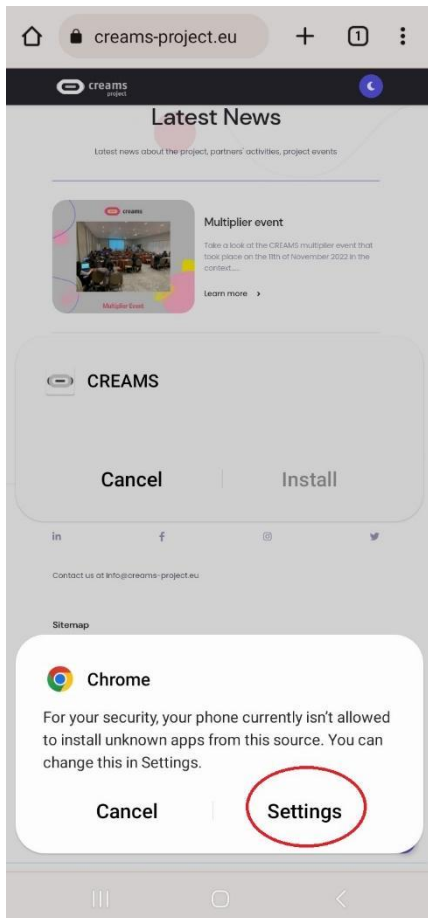 creams-project.eu
1
creams
project
Latest News
Latest news about the project, partners' activities, project events
creams
Multiplier Event
Multiplier event
Take a look at the CREAMS multiplier event that
took place on the 11th of November 2022 in the
context.....
Learn more >
CREAMS
Cancel
Install
in
f
Contact us at info@creams-project.eu
Sitemap
Chrome
For your security, your phone currently isn't allowed
to install unknown apps from this source. You can
change this in Settings.
Cancel
Settings